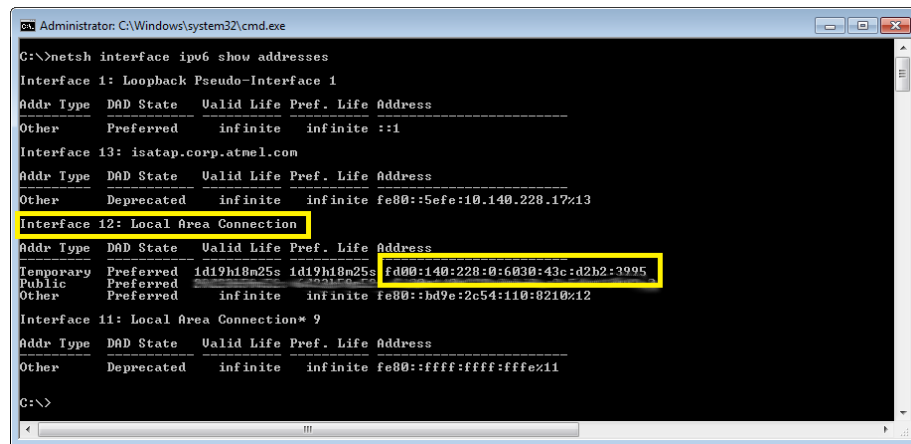 Administrator: C:\Windows\system32\cmd.exe
C:\>netsh interface ipv6 show addresses
Interface 1: Loopback Pseudo-Interface 1
Addr Type DAD State Valid Life Pref. Life Address
Other Preferred infinite infinite ::1
Interface 13: isatap.corp.atmel.com
Addr Type DAD State Valid Life Pref. Life Address
Other Deprecated infinite infinite fe80::5efe:10.140.228.17%13
Interface 12: Local Area Connection
Addr Type DAD State Valid Life Pref. Life Address
Temporary Preferred 1d19h18m25s 1d19h18m25s fd00:140:228:0:6030:43c:d2b2:3995
Public Preferred
Other Preferred infinite infinite fe80::bd9e:2c54:110:8210%12
Interface 11: Local Area Connection* 9
Addr Type DAD State Valid Life Pref. Life Address
Other Deprecated infinite infinite fe80::ffff:ffff:fffe%11
C:\>